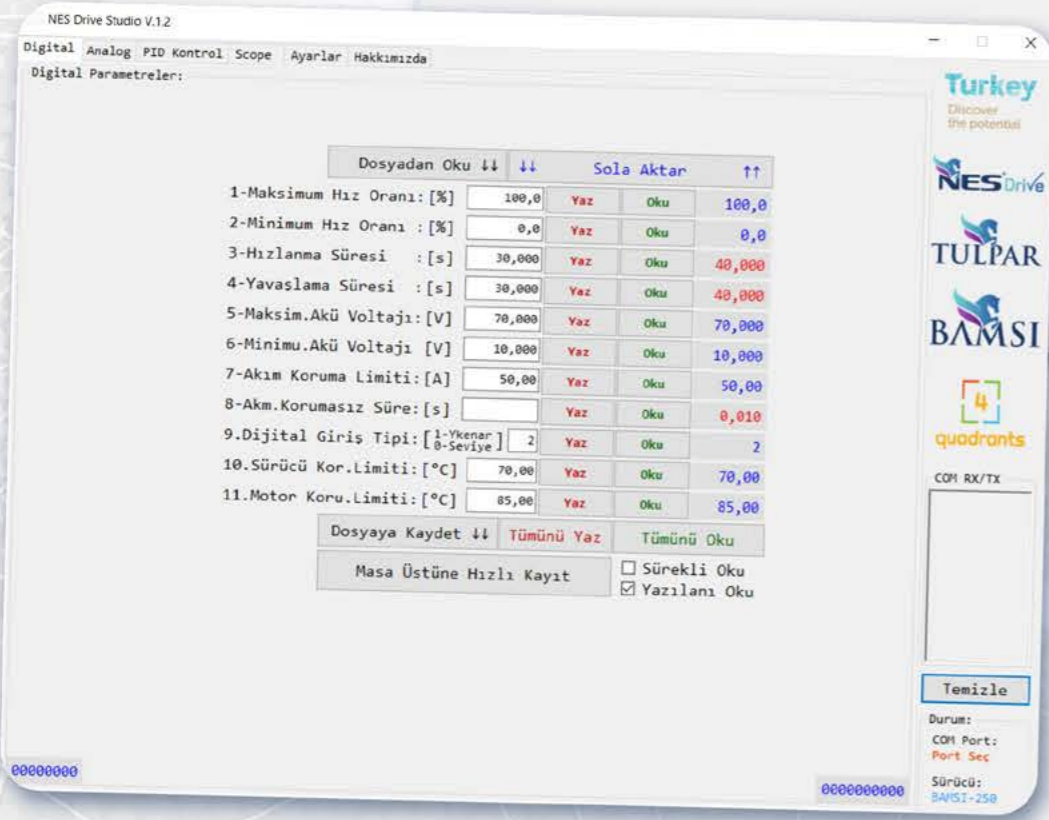 NES Drive Studio V.1.2
Digital Analog PID Kontrol Scope Ayarlar Hakkımızda
Digital Parametreler:
Dosyadan Oku ↓↓ ↓↓ Sola Aktar ↑↑
1-Maksimum Hız Oranı:[%] 100,0 Yaz Oku 100,0
2-Minimum Hız Oranı :[%] 0,0 Yaz Oku 0,0
3-Hızlanma Süresi :[s] 30,000 Yaz Oku 40,000
4-Yavaşlama Süresi :[s] 30,000 Yaz Oku 40,000
5-Maksim.Akü Voltajı:[V] 70,000 Yaz Oku 70,000
6-Minimu.Akü Voltajı [V] 10,000 Yaz Oku 10,000
7-Akım Koruma Limiti:[A] 50,00 Yaz Oku 50,00
8-Akm.Korumasız Süre:[s] Yaz Oku 0,010
9.Dijital Giriş Tipi:[1-Ykenar 0-Seviye] 2 Yaz Oku 2
10.Sürücü Kor.Limiti:[°C] 70,00 Yaz Oku 70,00
11.Motor Koru.Limiti:[°C] 85,00 Yaz Oku 85,00
Dosyaya Kaydet ↓↓ Tümünü Yaz Tümünü Oku
Masa Üstüne Hızlı Kayıt
Sürekli Oku
Yazılanı Oku
00000000
0000000000
Turkey
Discover
the potential
NES Drive
TULPAR
BAMSI
4
quadrants
COM RX/TX
Temizle
Durum:
COM Port:
Port Seç
Sürücü:
BAMSI-250